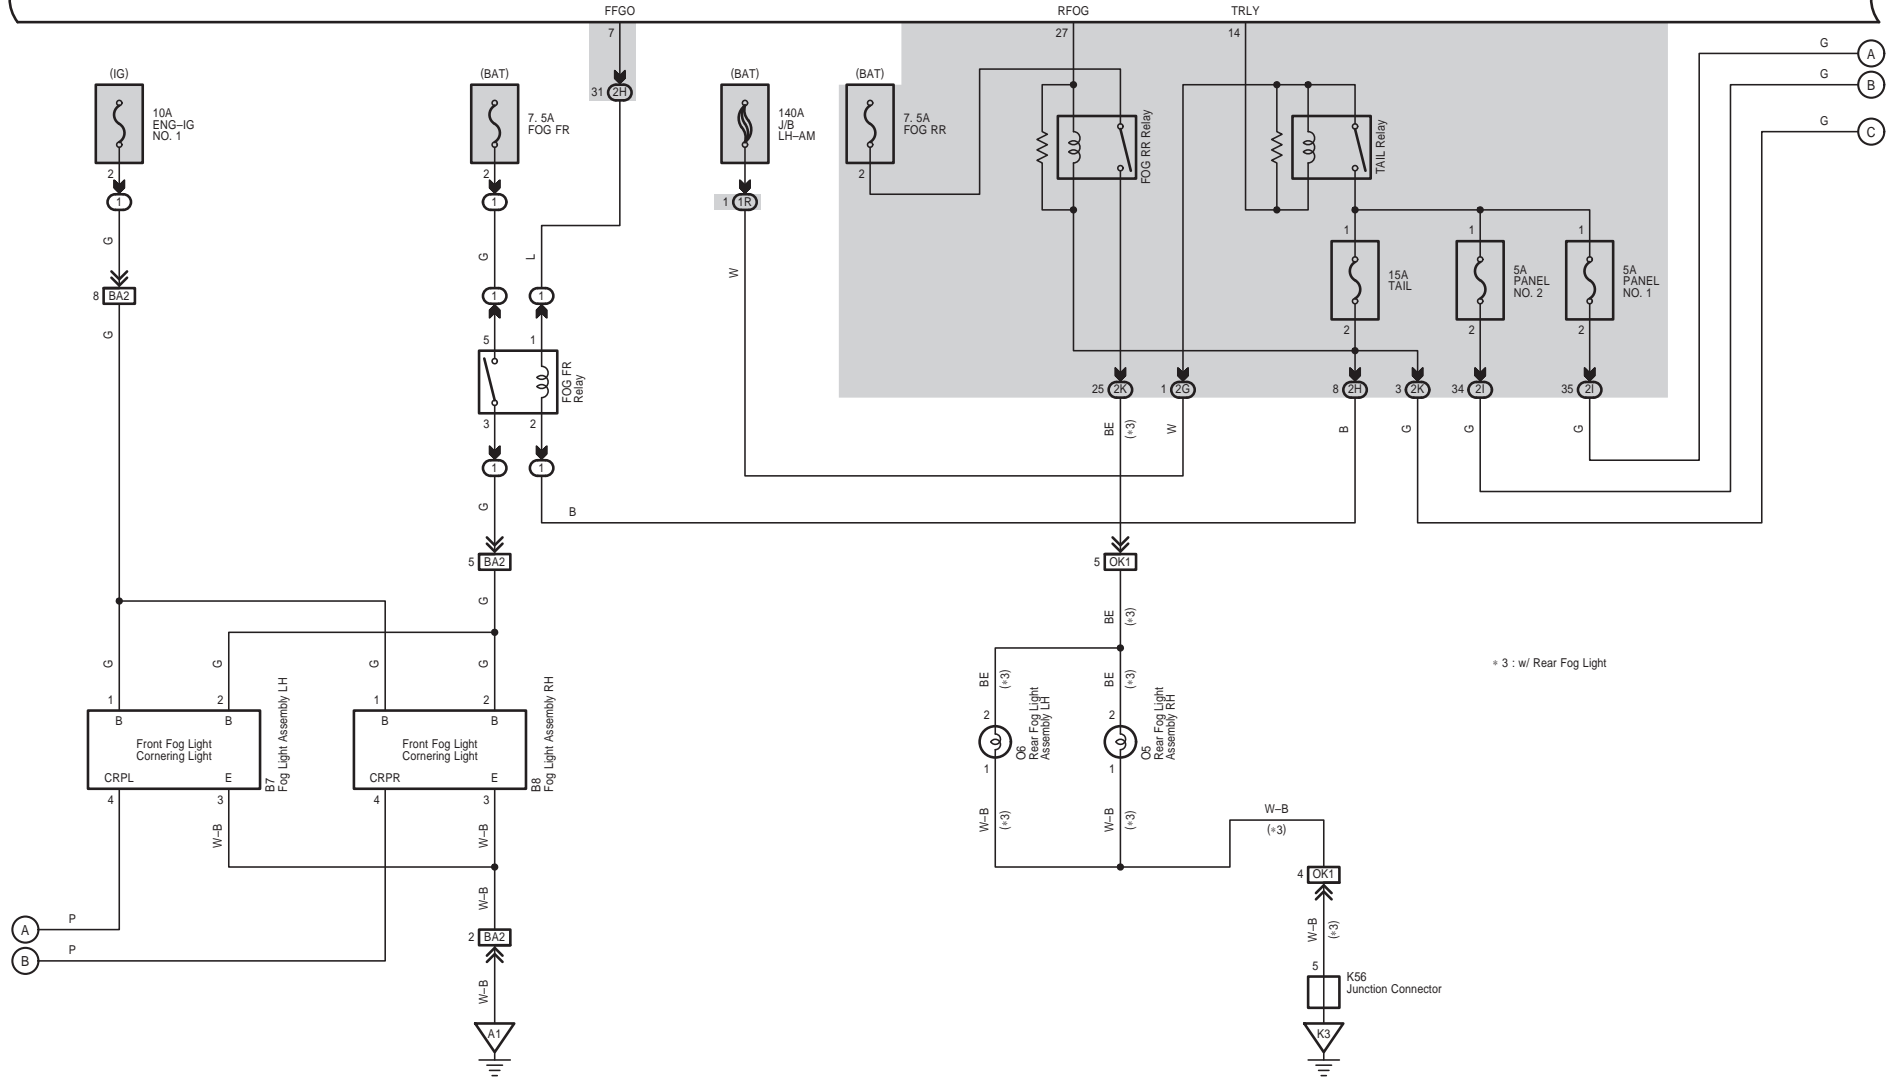 FFGO
RFOG
TRLY
7
27
14
(IG)
(BAT)
(BAT)
(BAT)
31 2H
10A
ENG–IG
NO. 1
7. 5A
FOG FR
140A
J/B
LH–AM
7. 5A
FOG RR
FOG RR Relay
TAIL Relay
G
A
G
B
G
C
2
2
2
1
1
1 1R
G
G
L
W
1
1
1
15A
TAIL
5A
PANEL
NO. 2
5A
PANEL
NO. 1
8 BA2
1
1
G
2
2
2
5
1
FOG FR
Relay
3
2
25 2K
1 2G
8 2H
3 2K
34 2I
35 2I
BE
(*3)
W
B
G
G
G
1
1
G
B
5 BA2
5 OK1
G
BE
(*3)
G
G
G
G
BE
(*3)
BE
(*3)
* 3 : w/ Rear Fog Light
1
2
1
2
B
B
B
B
Front Fog Light
Cornering Light
Front Fog Light
Cornering Light
CRPL
E
CRPR
E
B7
Fog Light Assembly LH
B8
Fog Light Assembly RH
4
3
4
3
2
2
O6
Rear Fog Light
Assembly LH
O5
Rear Fog Light
Assembly RH
1
1
W–B
W–B
W–B
(*3)
W–B
(*3)
W–B
(*3)
4 OK1
W–B
A
P
B
P
2 BA2
W–B
(*3)
W–B
5
K56
Junction Connector
A1
K3